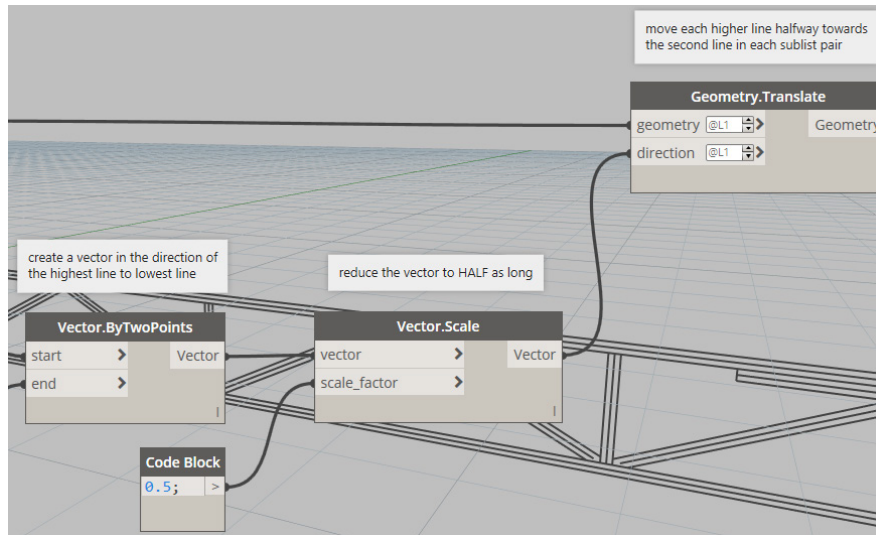 move each higher line halfway towards
the second line in each sublist pair
Geometry.Translate
geometry @L1 >
Geometry
direction @L1 >
create a vector in the direction of
the highest line to lowest line
reduce the vector to HALF as long
Vector.ByTwoPoints
start >
Vector
end >
Vector.Scale
vector >
Vector
scale_factor >
Code Block
0.5; >